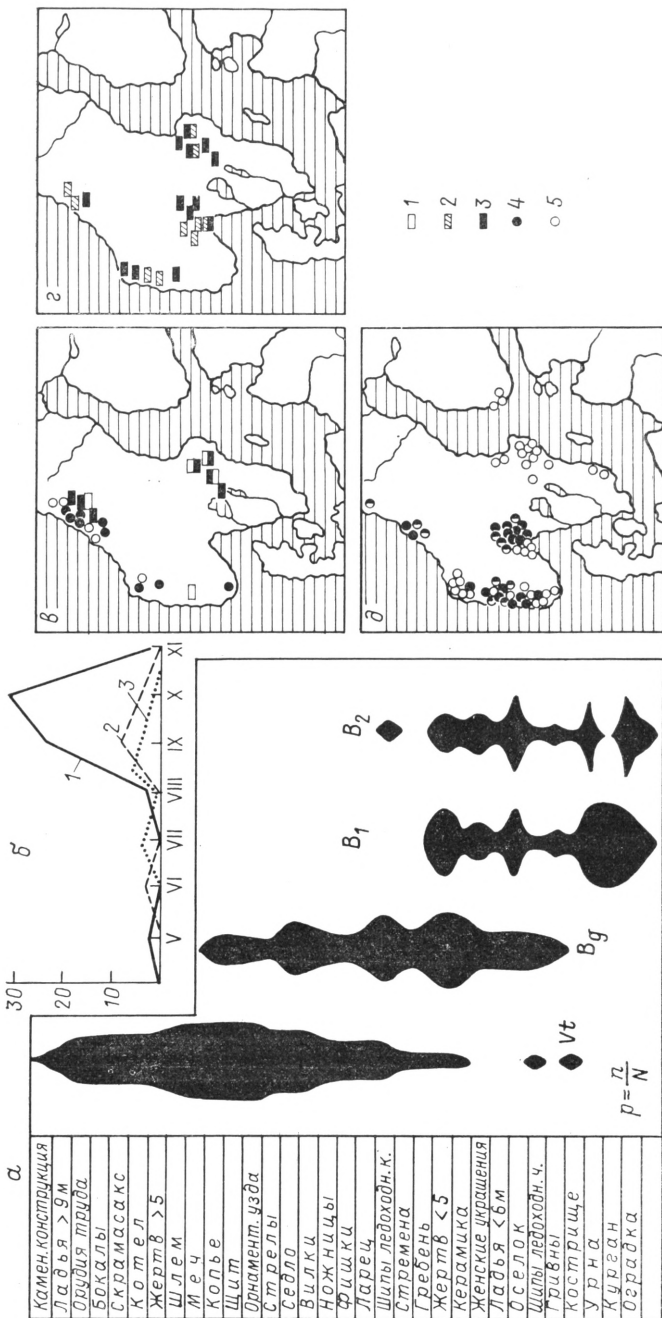 а
Камен.конструкция
Ладья > 9 м
Орудия труда
Бокалы
скрамасакс
Котел
Жертв > 5
Шлем
Меч
Копье
Щит
Орнамент. узда
Стрелы
Седло
Вилки
Ножницы
Фишки
Ларец
Шипы ледоходн.к.
Стремена
Гребень
Жертв < 5
Керамика
Женские украшения
Ладья < 6м
Оселок
Шипы ледоходн.ч.
Гривны
Кострище
Урна
Курган
Оградка
Vt
Bg
B1
B2
p = n/N
б
30
20
10
1
2
3
V
VI
VII
VIII
IX
X
XI
в
г
д
1
2
3
4
5